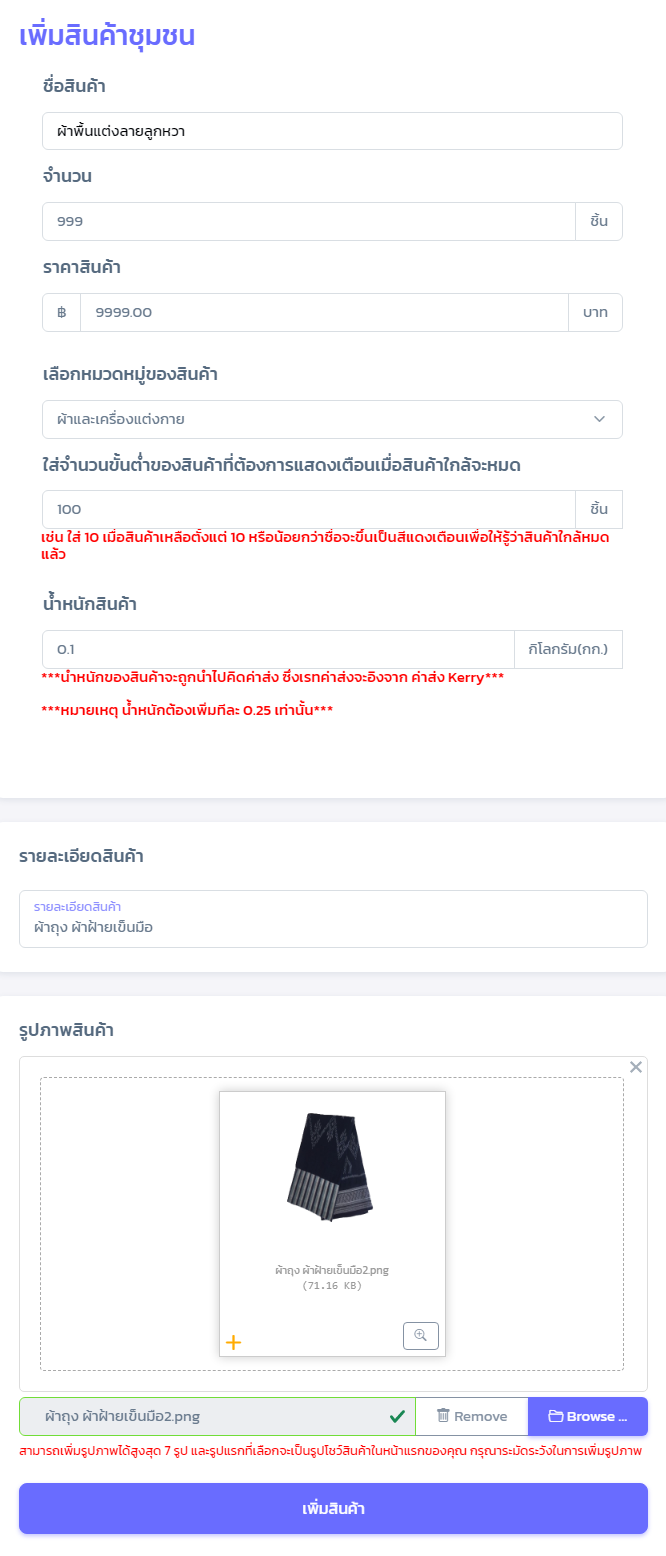 เพิ่มสินค้าชุมชน
ชื่อสินค้า
ผ้าพื้นแต่งลายลูกหวา
จำนวน
999 ชิ้น
ราคาสินค้า
฿ 9999.00 บาท
เลือกหมวดหมู่ของสินค้า
ผ้าและเครื่องแต่งกาย
ใส่จำนวนขั้นต่ำของสินค้าที่ต้องการแสดงเตือนเมื่อสินค้าใกล้จะหมด
100 ชิ้น
เช่น ใส่ 10 เมื่อสินค้าเหลือตั้งแต่ 10 หรือน้อยกว่าชื่อจะขึ้นเป็นสีแดงเตือนเพื่อให้รู้ว่าสินค้าใกล้หมด
แล้ว
น้ำหนักสินค้า
0.1 กิโลกรัม(กก.)
***น้ำหนักของสินค้าจะถูกนำไปคิดค่าส่ง ซึ่งเรทค่าส่งจะอิงจาก ค่าส่ง Kerry***
***หมายเหตุ น้ำหนักต้องเพิ่มทีละ 0.25 เท่านั้น***
รายละเอียดสินค้า
รายละเอียดสินค้า
ผ้าถุง ผ้าฝ้ายเข็นมือ
รูปภาพสินค้า
ผ้าถุง ผ้าฝ้ายเข็นมือ2.png
(71.16 KB)
ผ้าถุง ผ้าฝ้ายเข็นมือ2.png Remove Browse ...
สามารถเพิ่มรูปภาพได้สูงสุด 7 รูป และรูปแรกที่เลือกจะเป็นรูปโชว์สินค้าในหน้าแรกของคุณ กรุณาระมัดระวังในการเพิ่มรูปภาพ
เพิ่มสินค้า